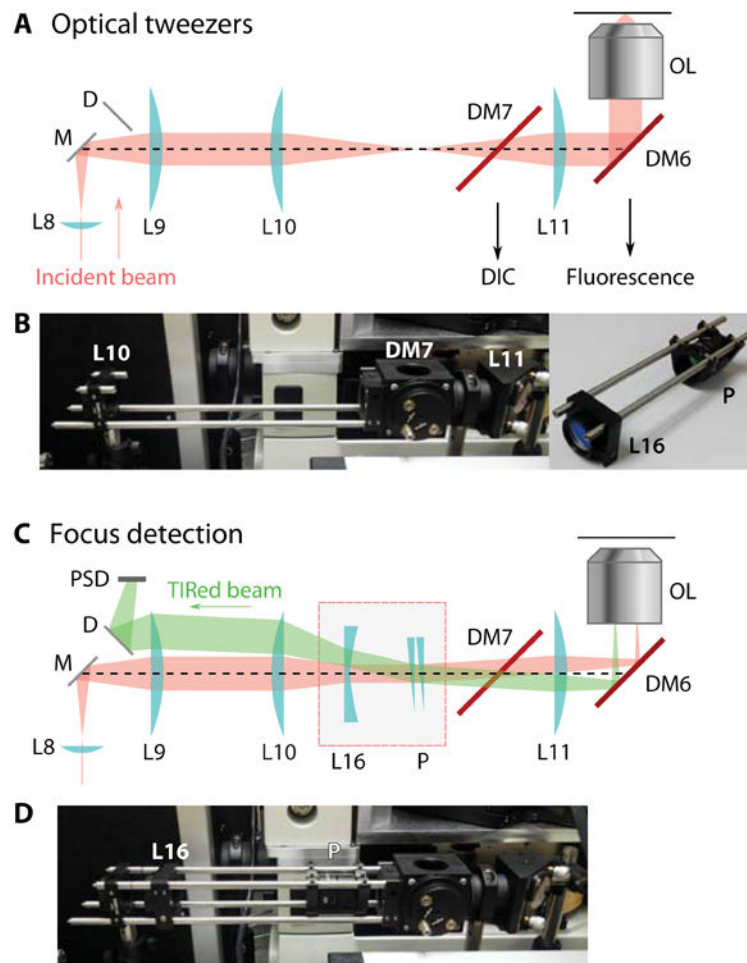 A Optical tweezers
OL
D
DM7
M
DM6
L8
L9
L10
L11
Incident beam
DIC
Fluorescence
B
L10
DM7
L11
P
L16
C Focus detection
PSD
TIRed beam
OL
D
DM7
M
DM6
L8
L9
L10
L16
P
L11
D
L16
P